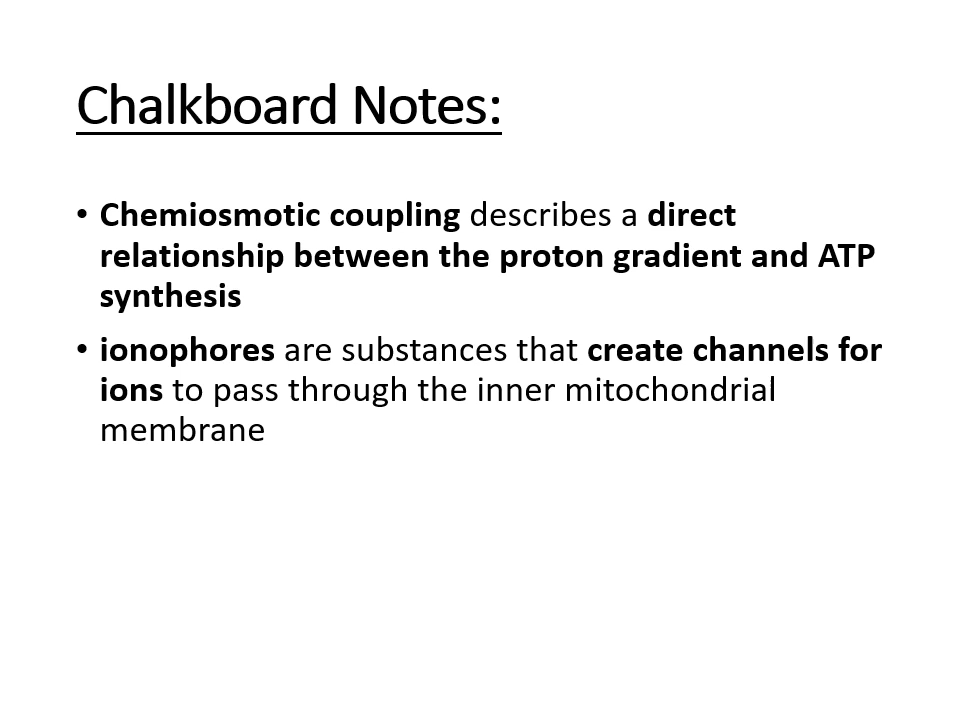 Chalkboard Notes:
• Chemiosmotic coupling describes a direct
relationship between the proton gradient and ATP
synthesis
• ionophores are substances that create channels for
ions to pass through the inner mitochondrial
membrane